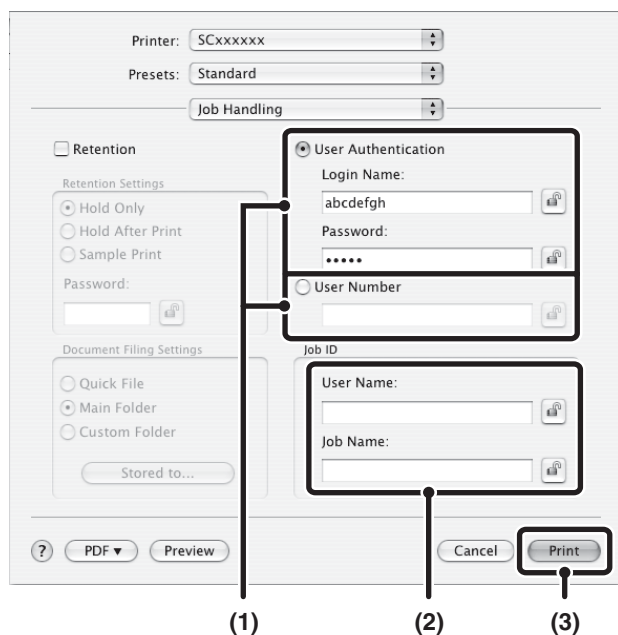 Printer: SCxxxxxx
Presets: Standard
Job Handling
Retention
Retention Settings
Hold Only
Hold After Print
Sample Print
Password:
User Authentication
Login Name:
abcdefgh
Password:
•••••
User Number
Document Filing Settings
Quick File
Main Folder
Custom Folder
Stored to...
Job ID
User Name:
Job Name:
? PDF▼ Preview Cancel Print
(1) (2) (3)